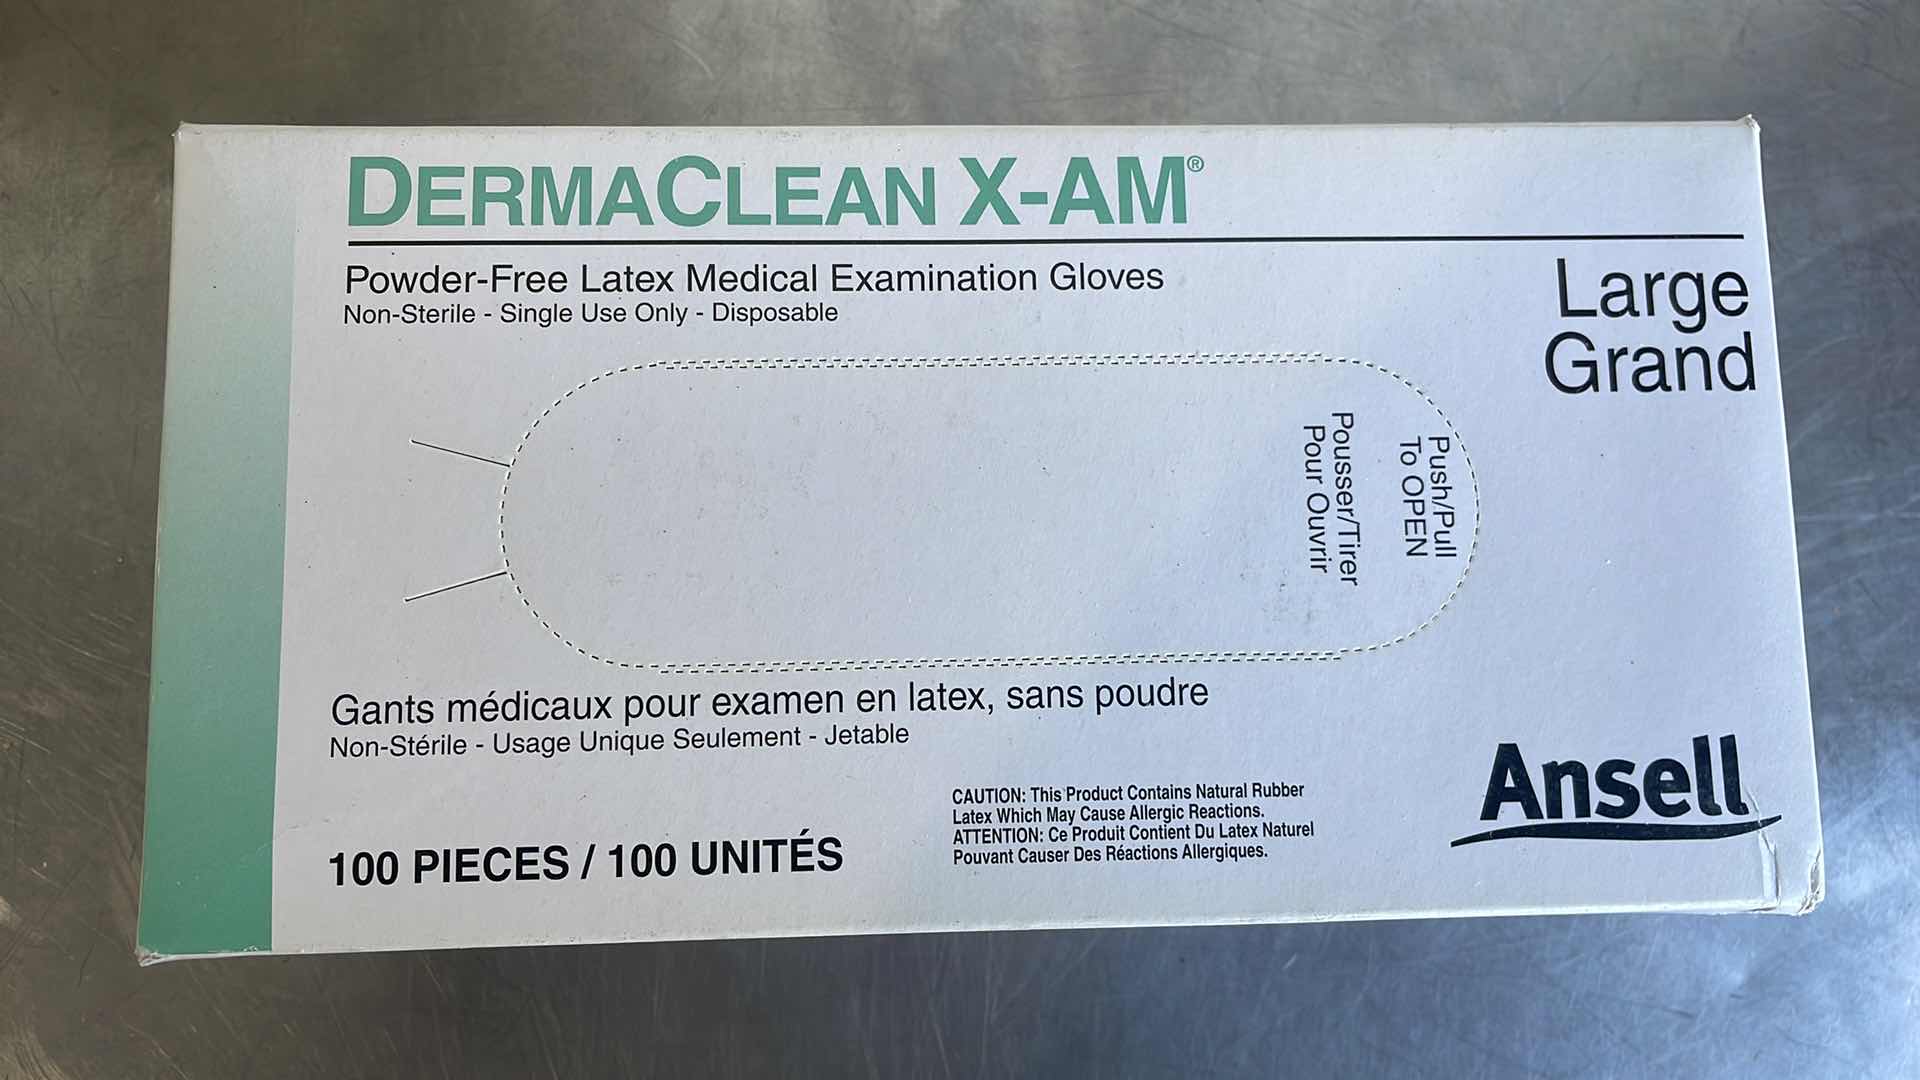 DERMACLEAN X-AM®
Powder-Free Latex Medical Examination Gloves
Non-Sterile - Single Use Only - Disposable
Large
Grand
Push/Pull
To OPEN
Pousser/Tirer
Pour Ouvrir
Gants médicaux pour examen en latex, sans poudre
Non-Stérile - Usage Unique Seulement - Jetable
100 PIECES / 100 UNITÉS
CAUTION: This Product Contains Natural Rubber
Latex Which May Cause Allergic Reactions.
ATTENTION: Ce Produit Contient Du Latex Naturel
Pouvant Causer Des Réactions Allergiques.
Ansell